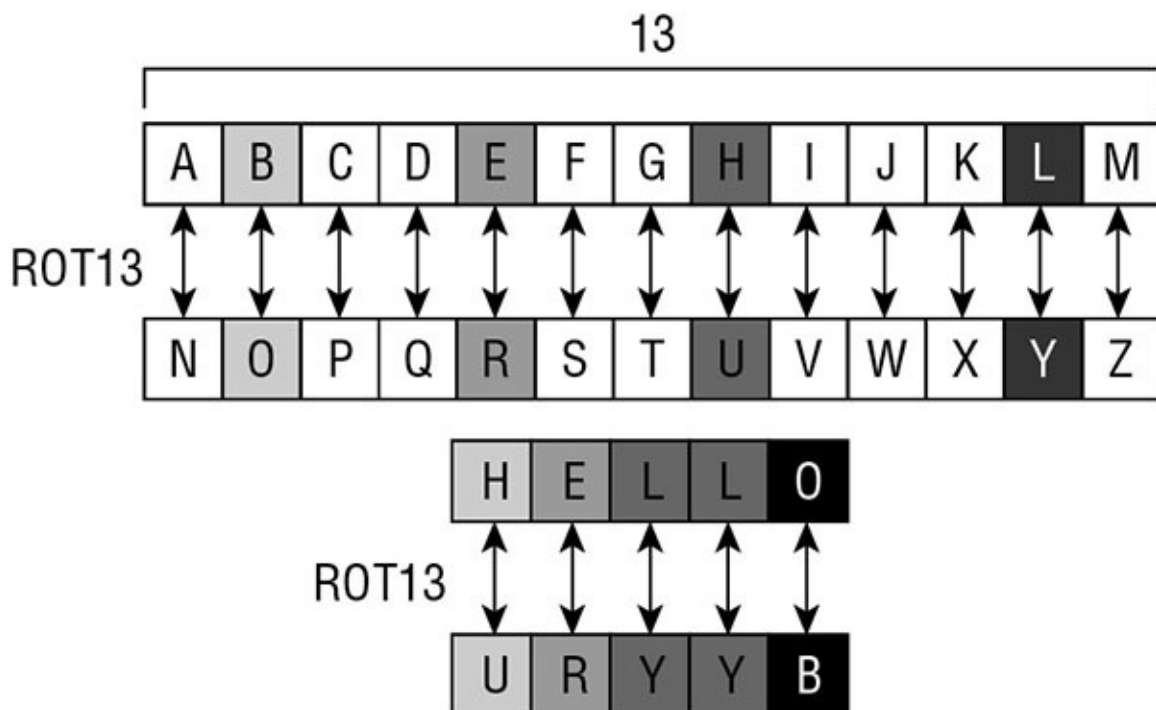 13
A B C D E F G H I J K L M
ROT13
N O P Q R S T U V W X Y Z
H E L L O
ROT13
U R Y Y B